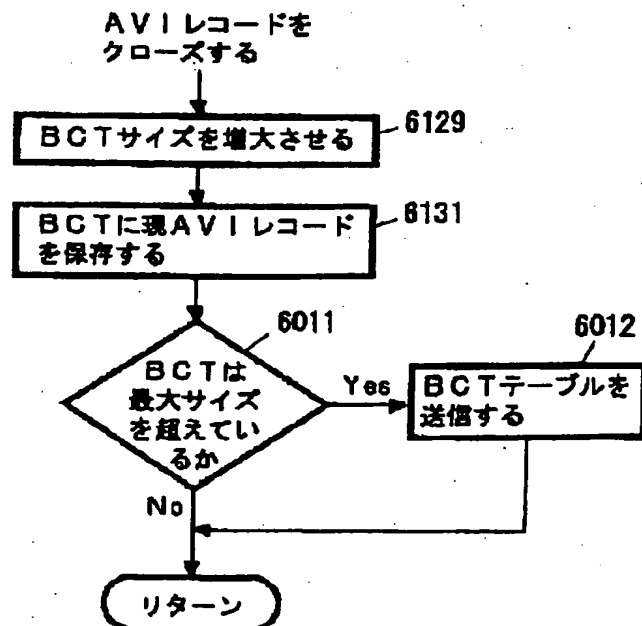 AVIレコードを
クローズする
6129
BCTサイズを増大させる
6131
BCTに現AVIレコード
を保存する
6011
6012
BCTは
最大サイズ
を超えてい
るか
Yes
BCTテーブルを
送信する
No
リターン